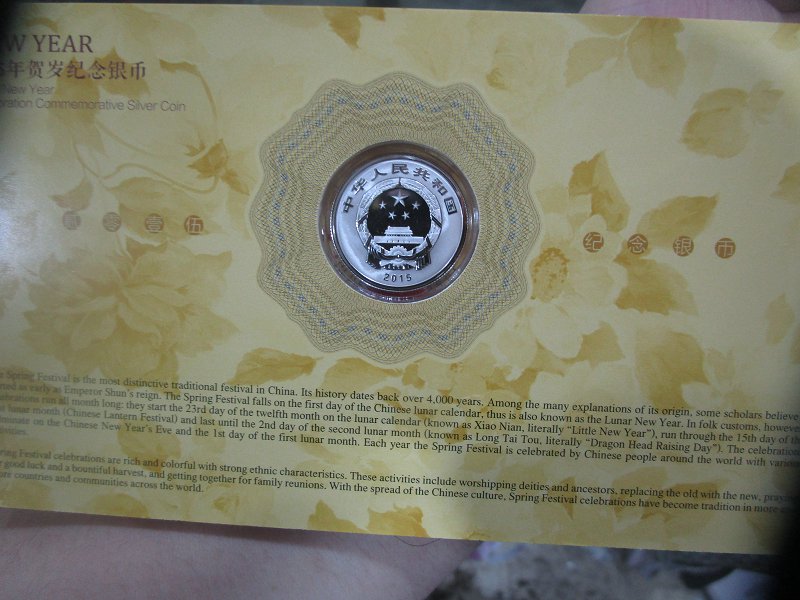 W YEAR
5年贺岁纪念银币
New Year
oration Commemorative Silver Coin
中华人民共和国
2015
贰零壹伍
纪念银币
Spring Festival is the most distinctive traditional festival in China. Its history dates back over 4,000 years. Among the many explanations of its origin, some scholars believe
as early as Emperor Shun's reign. The Spring Festival falls on the first day of the Chinese lunar calendar, thus is also known as the Lunar New Year. In folk customs, however
run all month long: they start the 23rd day of the twelfth month on the lunar calendar (known as Xiao Nian, literally "Little New Year"), run through the 15th day of the
lunar month (Chinese Lantern Festival) and last until the 2nd day of the second lunar month (known as Long Tai Tou, literally "Dragon Head Raising Day"). The celebration
on the Chinese New Year's Eve and the 1st day of the first lunar month. Each year the Spring Festival is celebrated by Chinese people around the world with various
pring Festival celebrations are rich and colorful with strong ethnic characteristics. These activities include worshipping deities and ancestors, replacing the old with the new, praying
good luck and a bountiful harvest, and getting together for family reunions. With the spread of the Chinese culture, Spring Festival celebrations have become tradition in more and
ore countries and communities across the world.